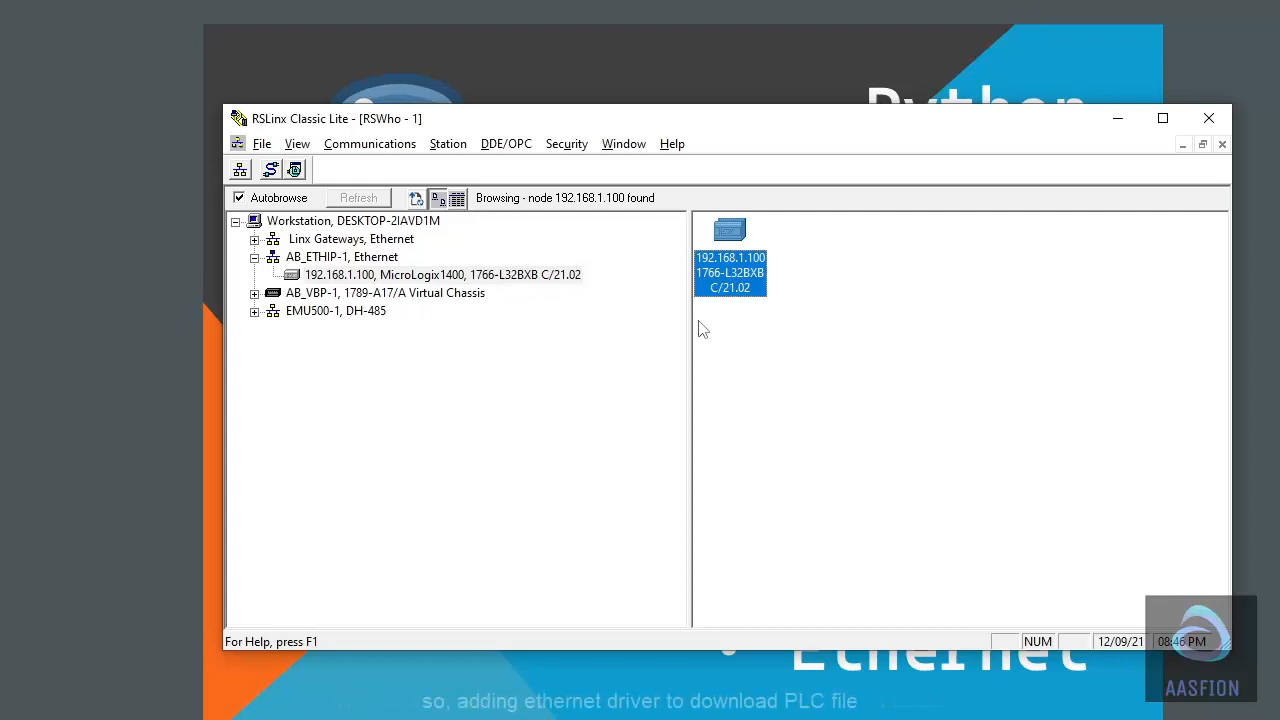 Python
RSLinx Classic Lite - [RSWho - 1]
File View Communications Station DDE/OPC Security Window Help
Autobrowse Refresh Browsing - node 192.168.1.100 found
Workstation, DESKTOP-2IAVD1M
Linx Gateways, Ethernet
AB_ETHIP-1, Ethernet
192.168.1.100, MicroLogix1400, 1766-L32BXB C/21.02
AB_VBP-1, 1789-A17/A Virtual Chassis
EMU500-1, DH-485
192.168.1.100
1766-L32BXB
C/21.02
For Help, press F1
NUM 12/09/21 08:46 PM
Ethernet
so, adding ethernet driver to download PLC file
AASFION